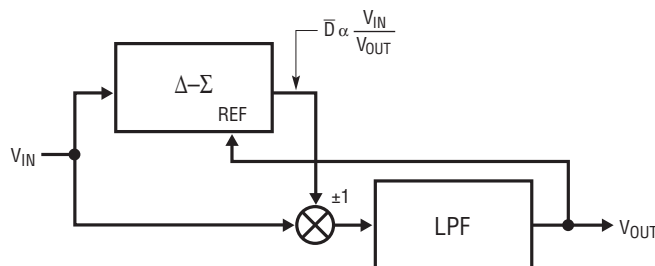 D̅ α V_IN / V_OUT
Δ–Σ
REF
V_IN
±1
LPF
V_OUT